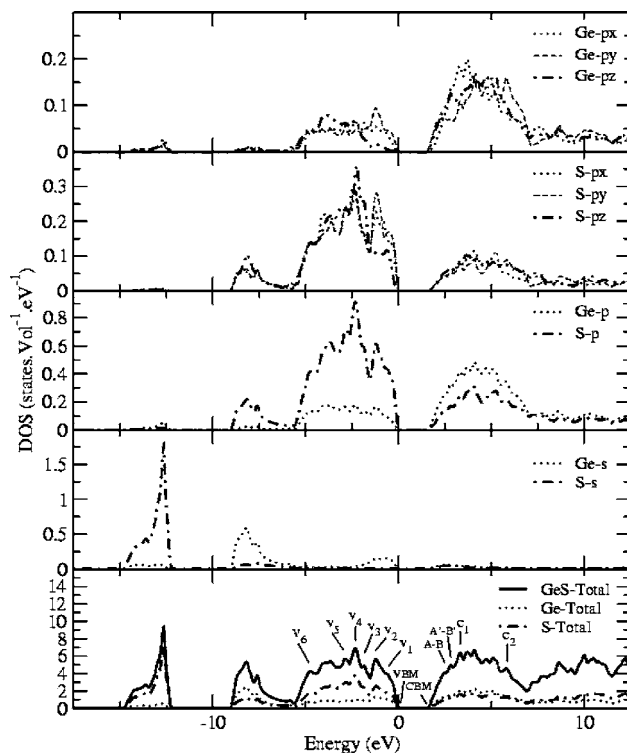 Ge-px
Ge-py
Ge-pz
0.2
0.1
0
S-px
S-py
S-pz
0.3
0.2
0.1
0
Ge-p
S-p
0.8
0.6
0.4
0.2
0
Ge-s
S-s
1.5
1
0.5
0
GeS-Total
Ge-Total
S-Total
14
12
10
8
6
4
2
0
V6
V5
V4
V3
V2
V1
VBM
CBM
A-B
A'-B'
C1
C2
-10
0
10
Energy (eV)
DOS (states.Vol⁻¹.eV⁻¹)